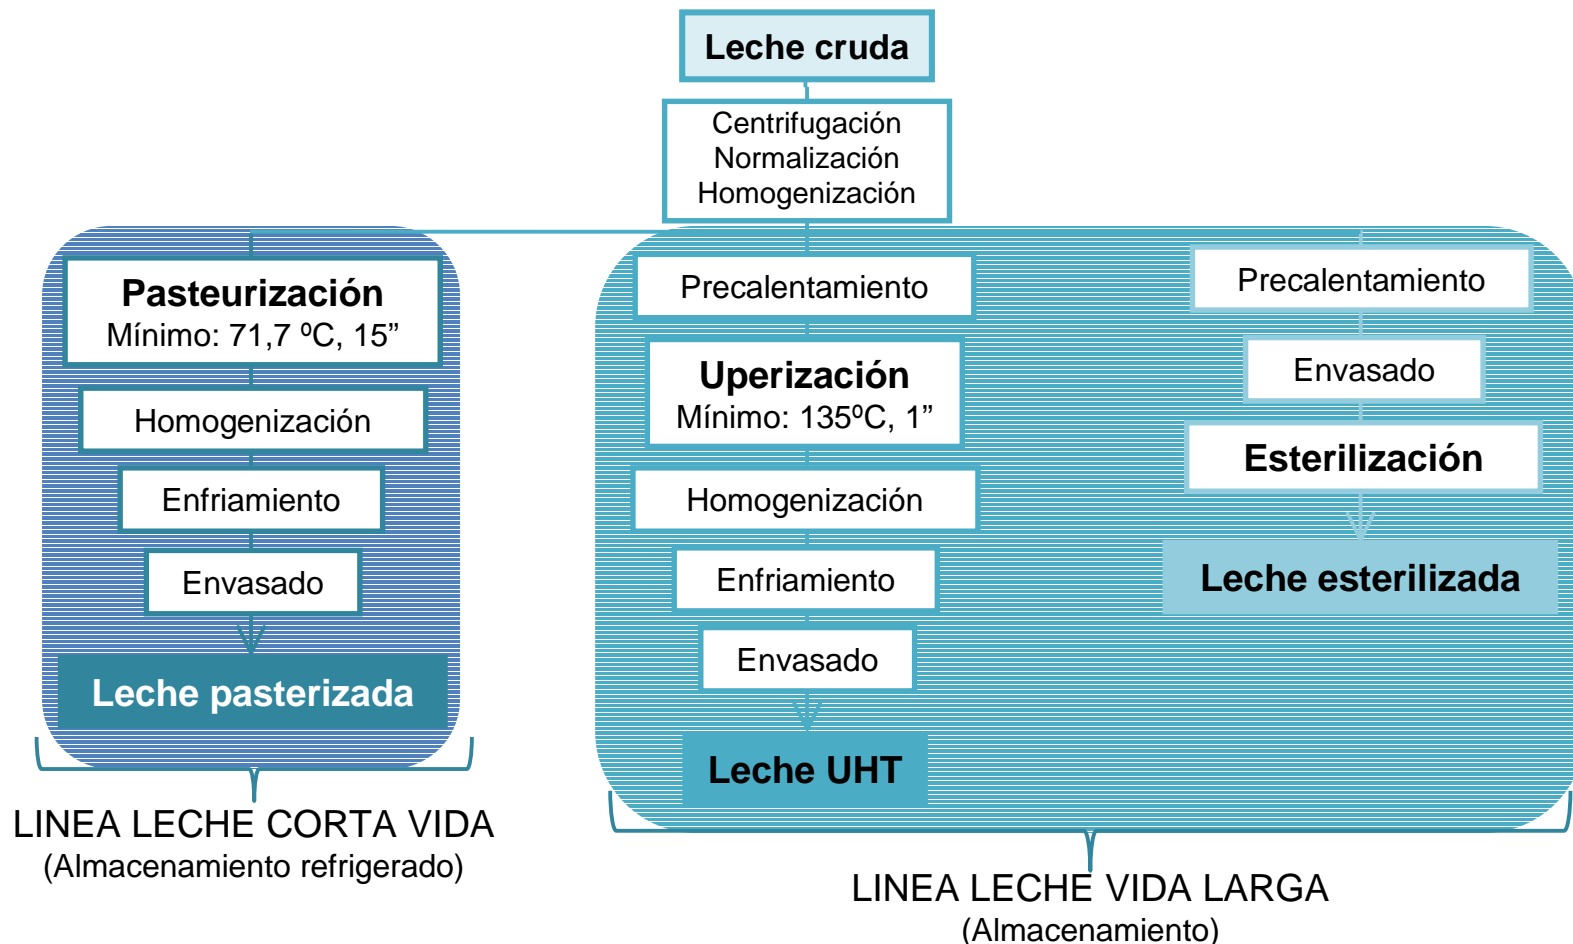 Leche cruda
Centrifugación
Normalización
Homogenización
Pasteurización
Mínimo: 71,7 ºC, 15”
Homogenización
Enfriamiento
Envasado
Leche pasterizada
LINEA LECHE CORTA VIDA
(Almacenamiento refrigerado)
Precalentamiento
Uperización
Mínimo: 135ºC, 1”
Homogenización
Enfriamiento
Envasado
Leche UHT
Precalentamiento
Envasado
Esterilización
Leche esterilizada
LINEA LECHE VIDA LARGA
(Almacenamiento)